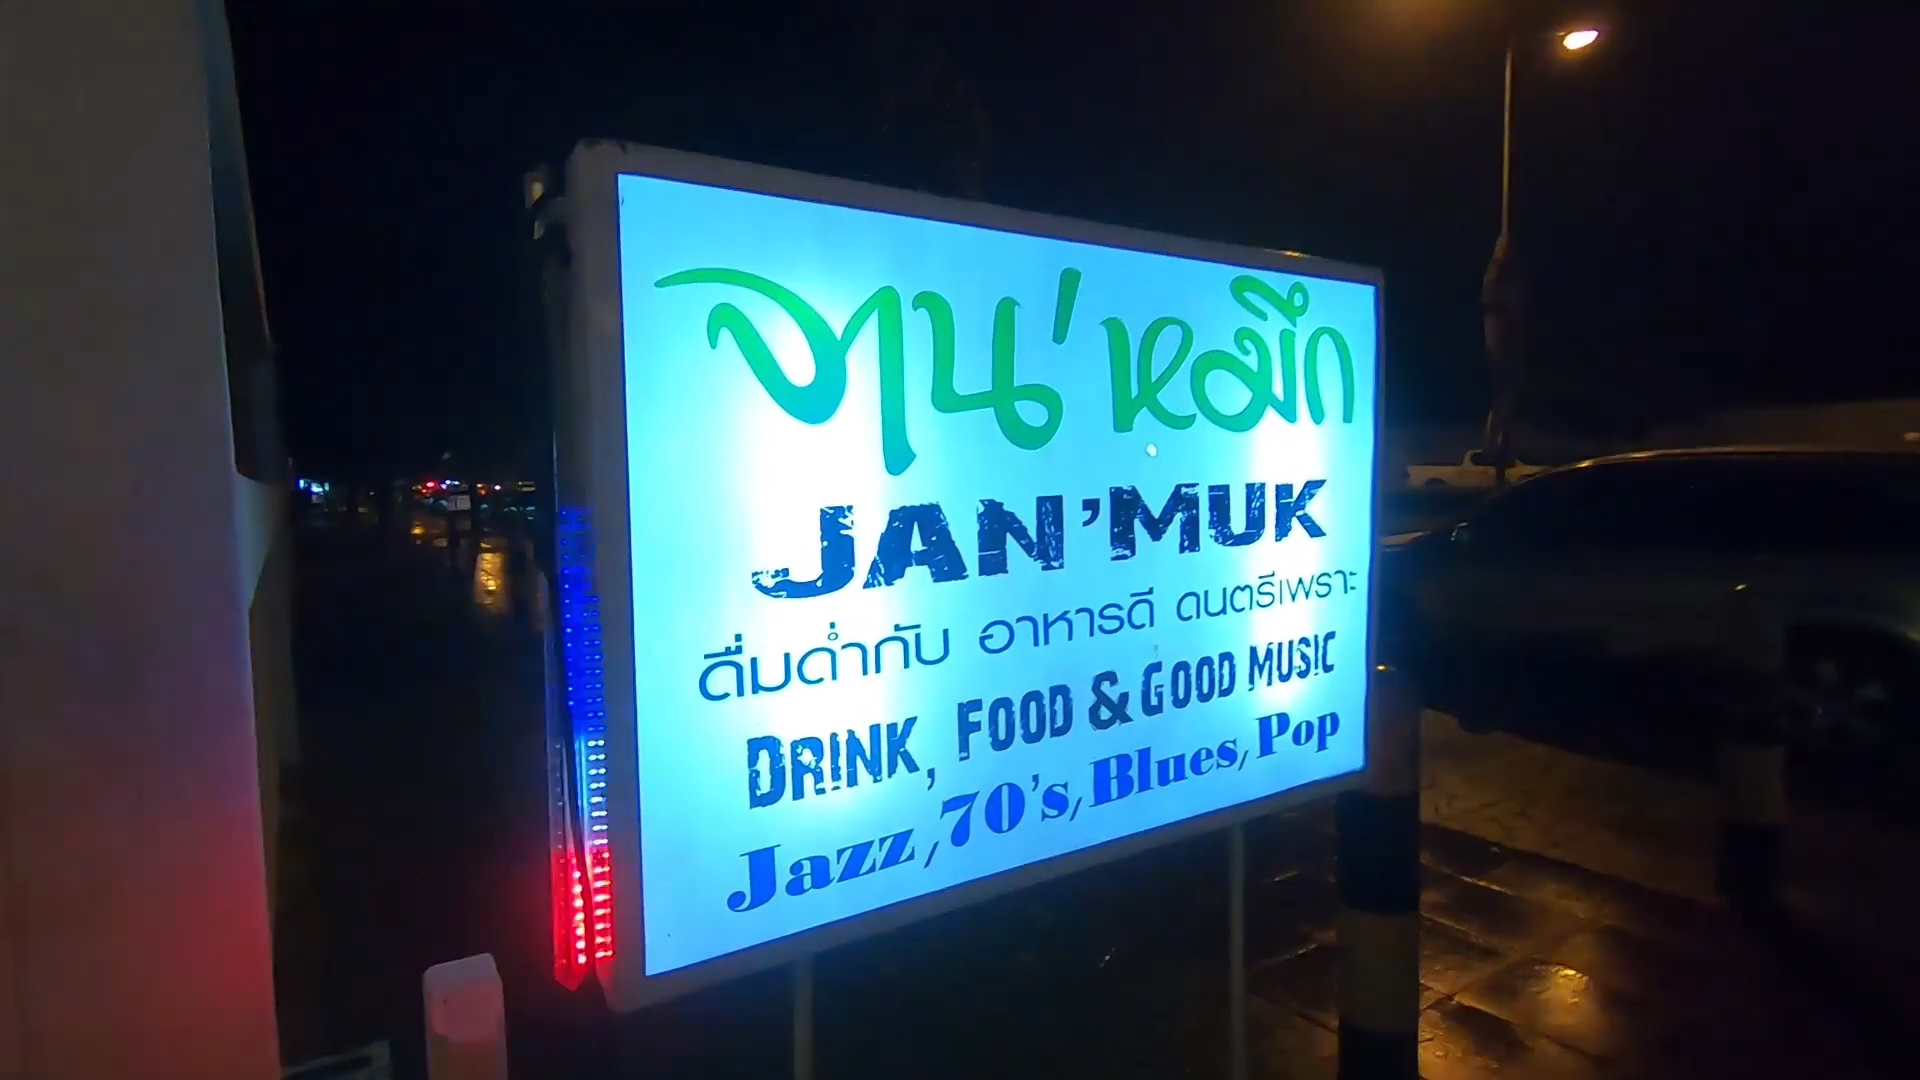 จาน'หมึก
JAN'MUK
ดื่มด่ำกับ อาหารดี ดนตรีเพราะ
DRINK, FOOD & GOOD MUSIC
Jazz, 70's, Blues, Pop